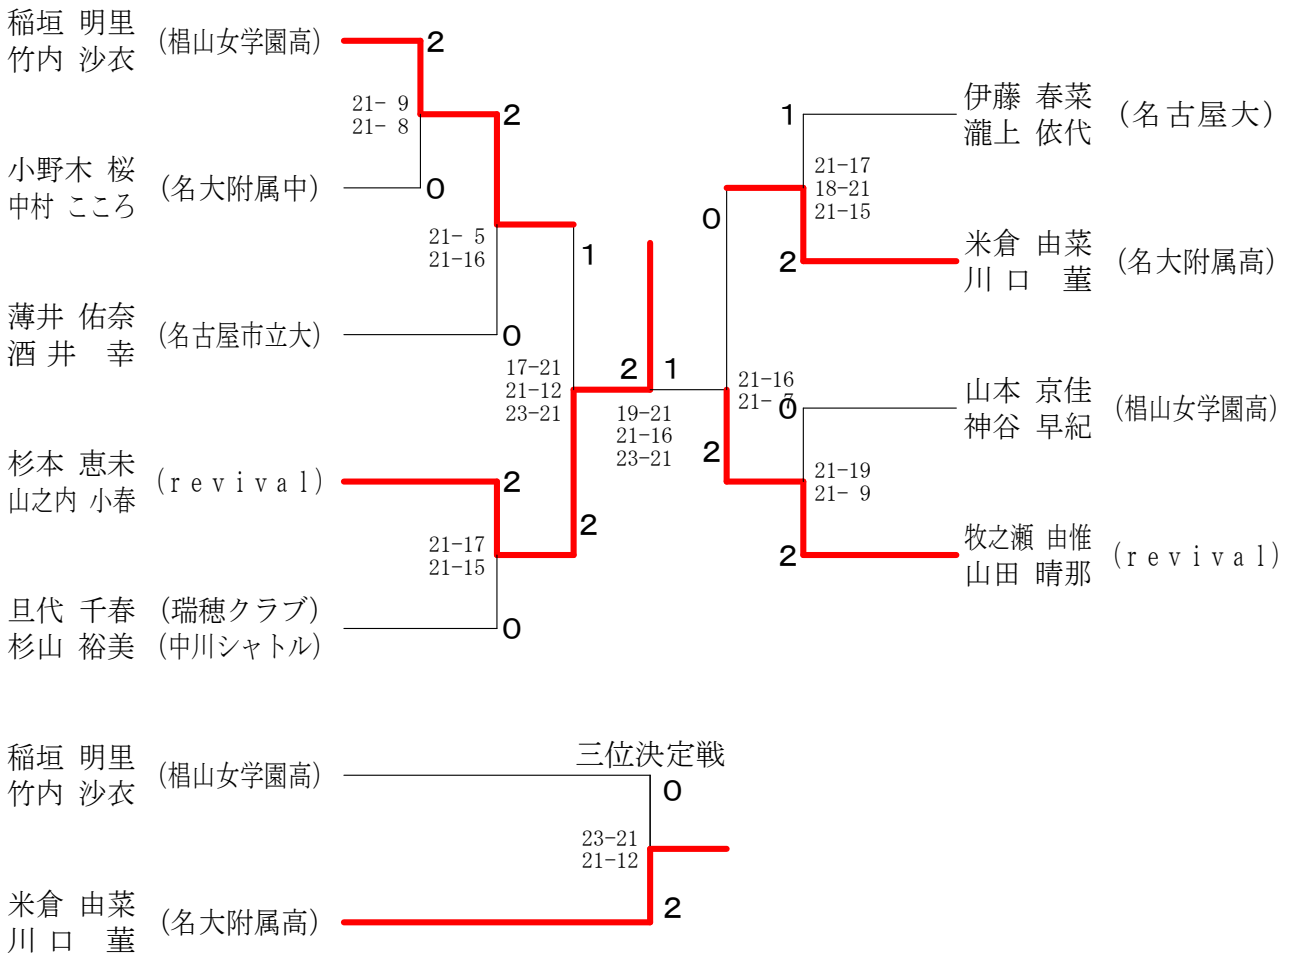 稲垣 明里
竹内 沙衣
(椙山女学園高)
2
21- 9
21- 8
2
小野木 桜
中村 こころ
(名大附属中)
0
21- 5
21-16
1
薄井 佑奈
酒井 幸
(名古屋市立大)
0
17-21
21-12
23-21
2
1
19-21
21-16
23-21
杉本 恵未
山之内 小春
(revival)
2
21-17
21-15
2
旦代 千春 (瑞穂クラブ)
杉山 裕美 (中川シャトル)
0
1
伊藤 春菜
瀧上 依代
(名古屋大)
21-17
18-21
21-15
0
2
米倉 由菜
川口 菫
(名大附属高)
21-16
21- 7
0
山本 京佳
神谷 早紀
(椙山女学園高)
2
21-19
21- 9
2
牧之瀬 由惟
山田 晴那
(revival)
三位決定戦
稲垣 明里
竹内 沙衣
(椙山女学園高)
0
23-21
21-12
米倉 由菜
川口 菫
(名大附属高)
2